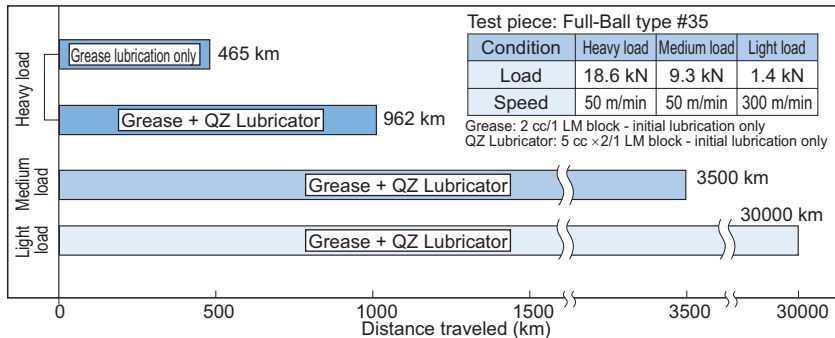 Test piece: Full-Ball type #35
Condition Heavy load Medium load Light load
Load 18.6 kN 9.3 kN 1.4 kN
Speed 50 m/min 50 m/min 300 m/min
Grease: 2 cc/1 LM block - initial lubrication only
QZ Lubricator: 5 cc ×2/1 LM block - initial lubrication only
Heavy load
Grease lubrication only 465 km
Grease + QZ Lubricator 962 km
Medium
load
Grease + QZ Lubricator 3500 km
Light
load
Grease + QZ Lubricator 30000 km
0 500 1000 1500 3500 30000
Distance traveled (km)